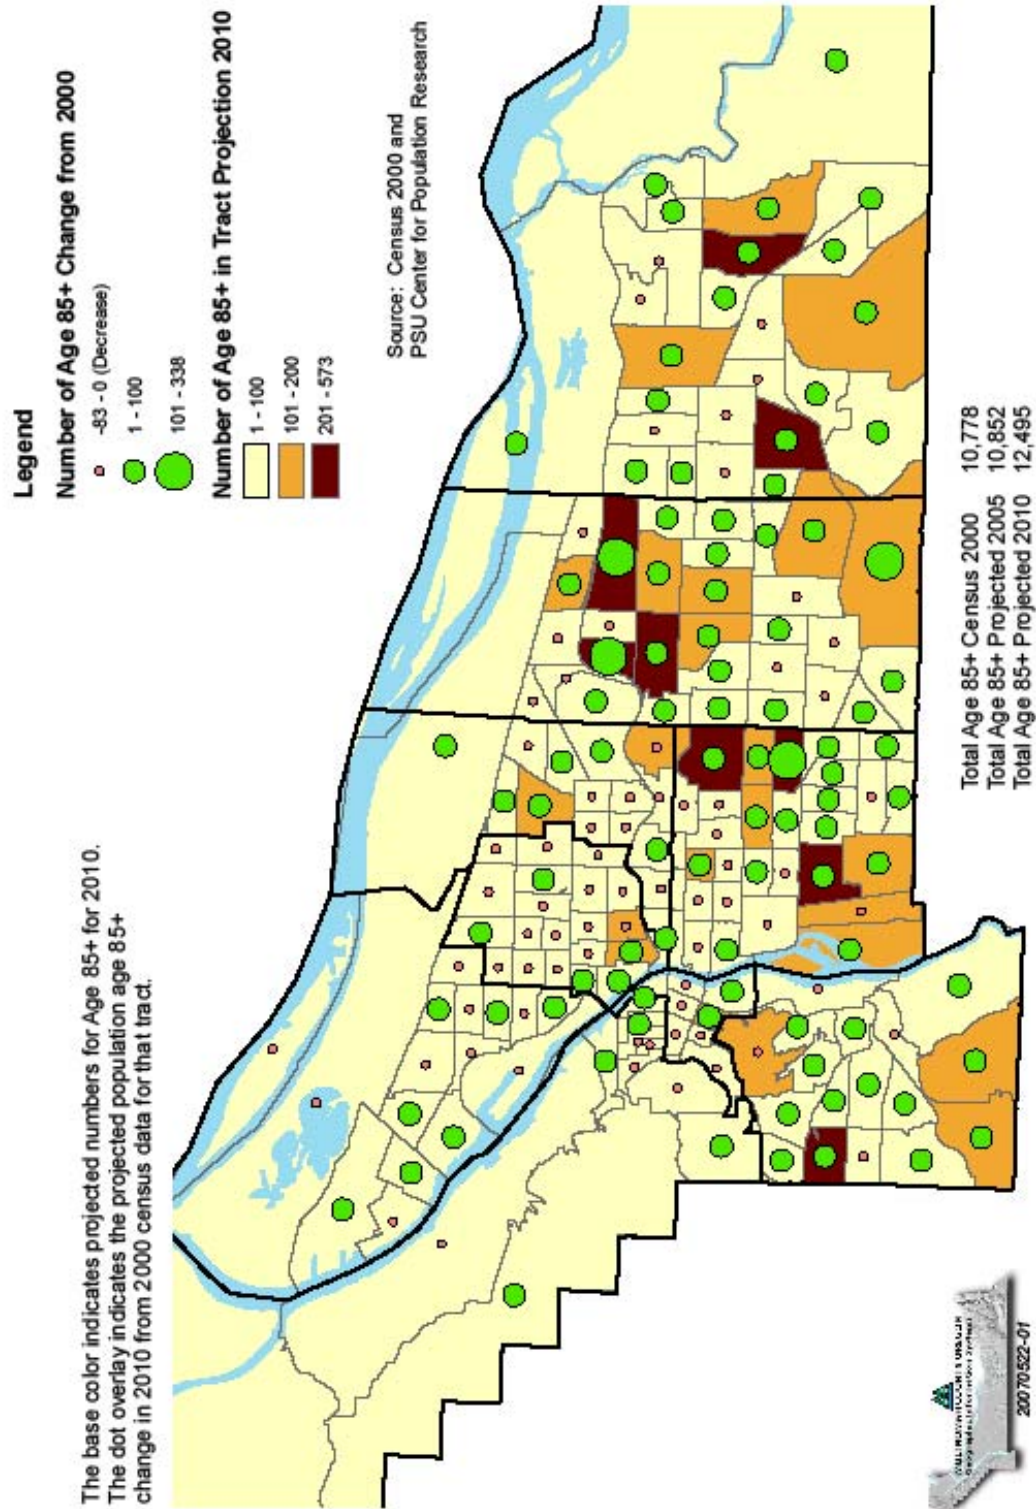 The base color indicates projected numbers for Age 85+ for 2010.
The dot overlay indicates the projected population age 85+
change in 2010 from 2000 census data for that tract.
Legend
Number of Age 85+ Change from 2000
-83 - 0 (Decrease)
1 - 100
101 - 338
Number of Age 85+ in Tract Projection 2010
1 - 100
101 - 200
201 - 573
Source: Census 2000 and
PSU Center for Population Research
Total Age 85+ Census 2000 10,778
Total Age 85+ Projected 2005 10,852
Total Age 85+ Projected 2010 12,495
MULTNOMAH COUNTY OREGON
20070522-01